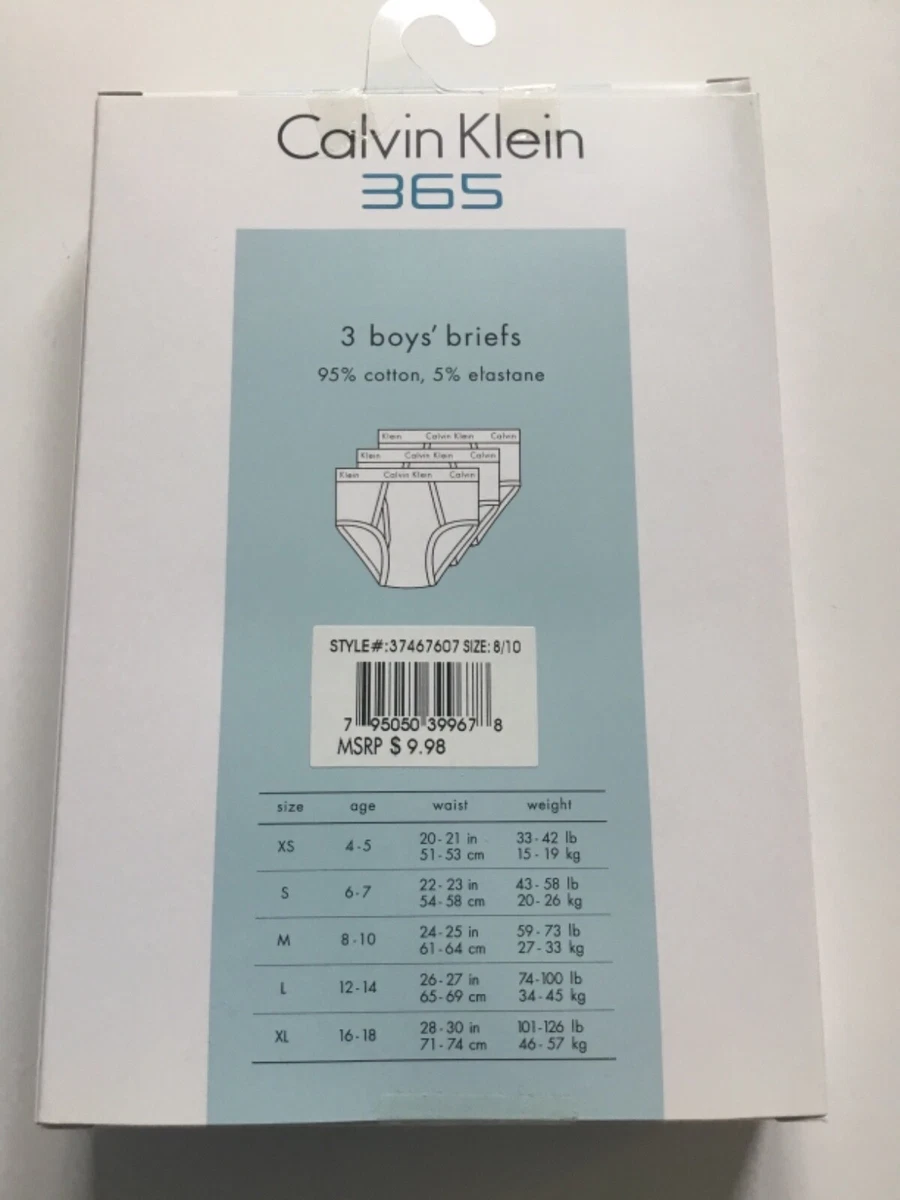 Calvin Klein
365
3 boys' briefs
95% cotton, 5% elastane
Klein Calvin Klein Calvin
Klein Calvin Klein Calvin
Klein Calvin Klein Calvin
STYLE#:37467607 SIZE: 8/10
7 95050 39967 8
MSRP $ 9.98
size age waist weight
XS 4-5 20-21 in 33-42 lb
51-53 cm 15-19 kg
S 6-7 22-23 in 43-58 lb
54-58 cm 20-26 kg
M 8-10 24-25 in 59-73 lb
61-64 cm 27-33 kg
L 12-14 26-27 in 74-100 lb
65-69 cm 34-45 kg
XL 16-18 28-30 in 101-126 lb
71-74 cm 46-57 kg